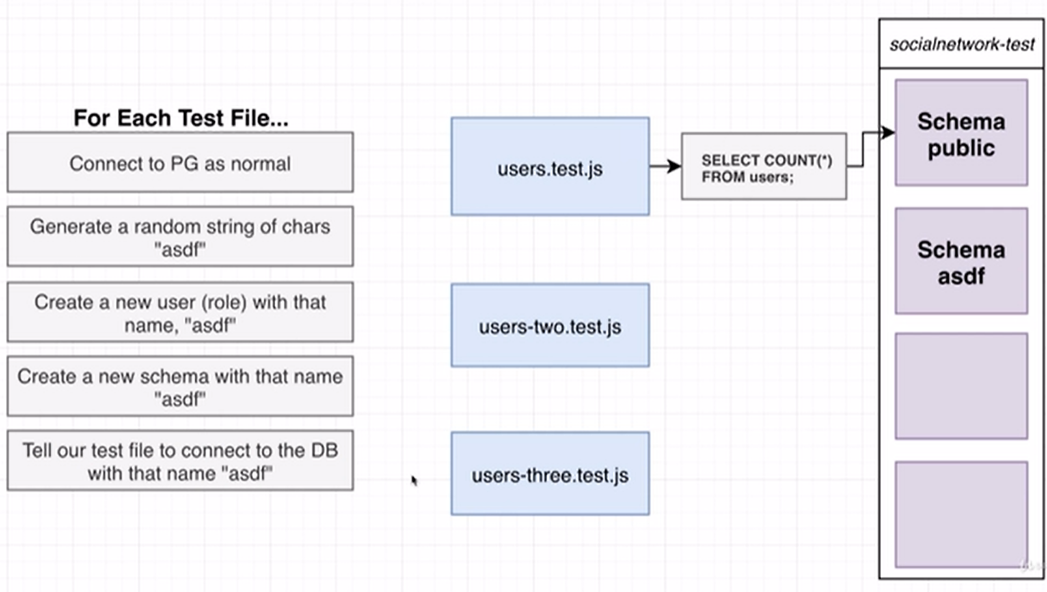 For Each Test File...
Connect to PG as normal
Generate a random string of chars
"asdf"
Create a new user (role) with that
name, "asdf"
Create a new schema with that name
"asdf"
Tell our test file to connect to the DB
with that name "asdf"
users.test.js
users-two.test.js
users-three.test.js
SELECT COUNT(*)
FROM users;
socialnetwork-test
Schema
public
Schema
asdf